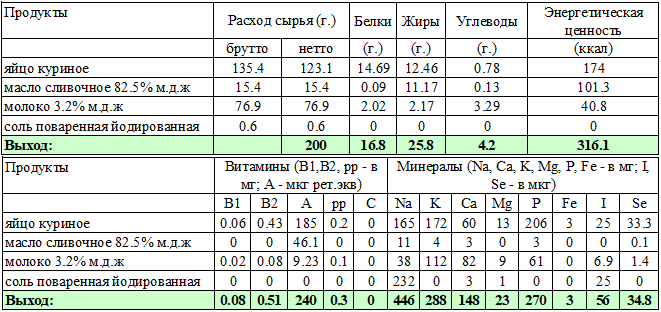 Продукты Расход сырья (г.) Белки Жиры Углеводы Энергетическая ценность
брутто нетто (г.) (г.) (г.) (ккал)
яйцо куриное 135.4 123.1 14.69 12.46 0.78 174
масло сливочное 82.5% м.д.ж 15.4 15.4 0.09 11.17 0.13 101.3
молоко 3.2% м.д.ж 76.9 76.9 2.02 2.17 3.29 40.8
соль поваренная йодированная 0.6 0.6 0 0 0 0
Выход: 200 16.8 25.8 4.2 316.1
Продукты Витамины (B1,B2, pp - в мг; A - мкг рет.экв) Минералы (Na, Ca, K, Mg, P, Fe - в мг; I, Se - в мкг)
B1 B2 A pp C Na K Ca Mg P Fe I Se
яйцо куриное 0.06 0.43 185 0.2 0 165 172 60 13 206 3 25 33.3
масло сливочное 82.5% м.д.ж 0 0 46.1 0 0 11 4 3 0 3 0 0 0.1
молоко 3.2% м.д.ж 0.02 0.08 9.23 0.1 0 38 112 82 9 61 0 6.9 1.4
соль поваренная йодированная 0 0 0 0 0 232 0 3 1 0 0 25 0
Выход: 0.08 0.51 240 0.3 0 446 288 148 23 270 3 56 34.8